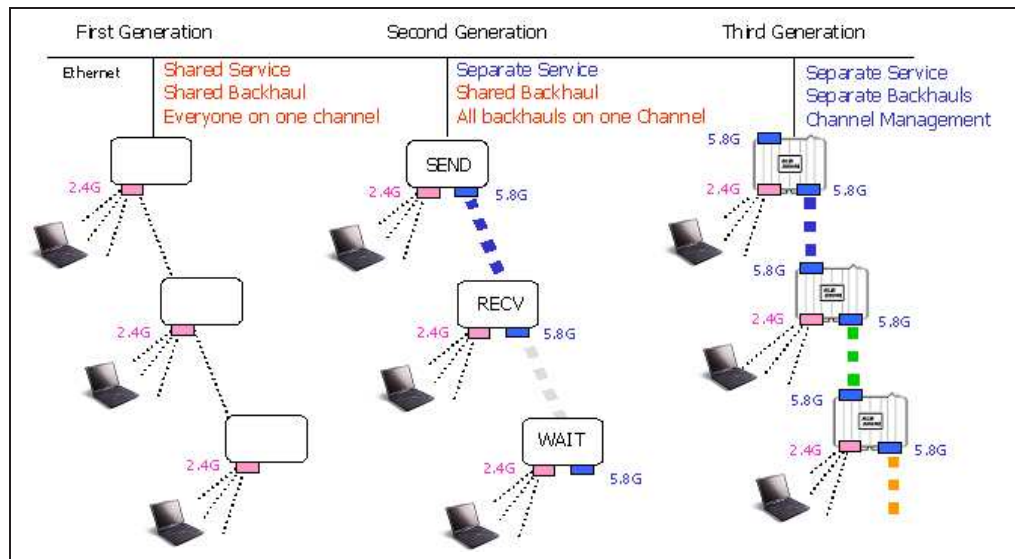 First Generation
Second Generation
Third Generation
Ethernet
Shared Service
Shared Backhaul
Everyone on one channel
Separate Service
Shared Backhaul
All backhauls on one Channel
Separate Service
Separate Backhauls
Channel Management
2.4G
2.4G
2.4G
SEND
2.4G
5.8G
RECV
2.4G
5.8G
WAIT
2.4G
5.8G
5.8G
2.4G
5.8G
5.8G
2.4G
5.8G
5.8G
2.4G
5.8G